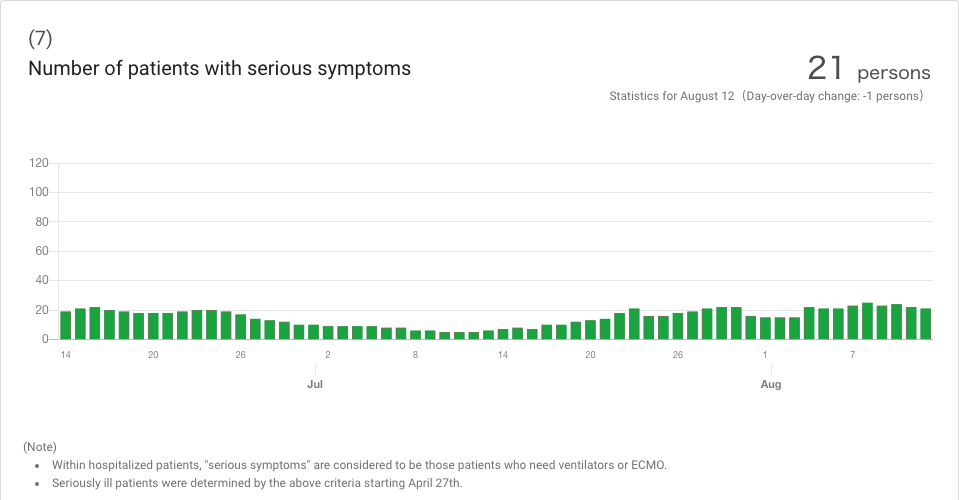 (7)
Number of patients with serious symptoms
21 persons
Statistics for August 12（Day-over-day change: -1 persons）
120
100
80
60
40
20
0
14 20 26 2 8 14 20 26 1 7
Jul Aug
(Note)
• Within hospitalized patients, "serious symptoms" are considered to be those patients who need ventilators or ECMO.
• Seriously ill patients were determined by the above criteria starting April 27th.